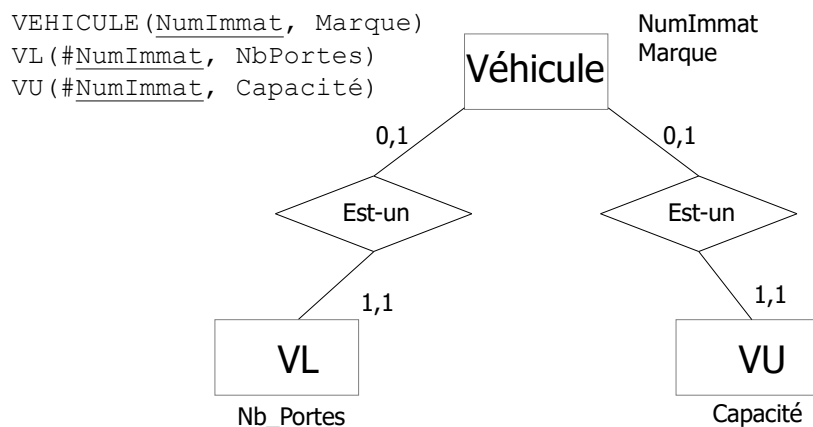 VEHICULE(NumImmat, Marque)
VL(#NumImmat, NbPortes)
VU(#NumImmat, Capacité)
NumImmat
Marque
Véhicule
0,1
0,1
Est-un
Est-un
1,1
1,1
VL
VU
Nb_Portes
Capacité